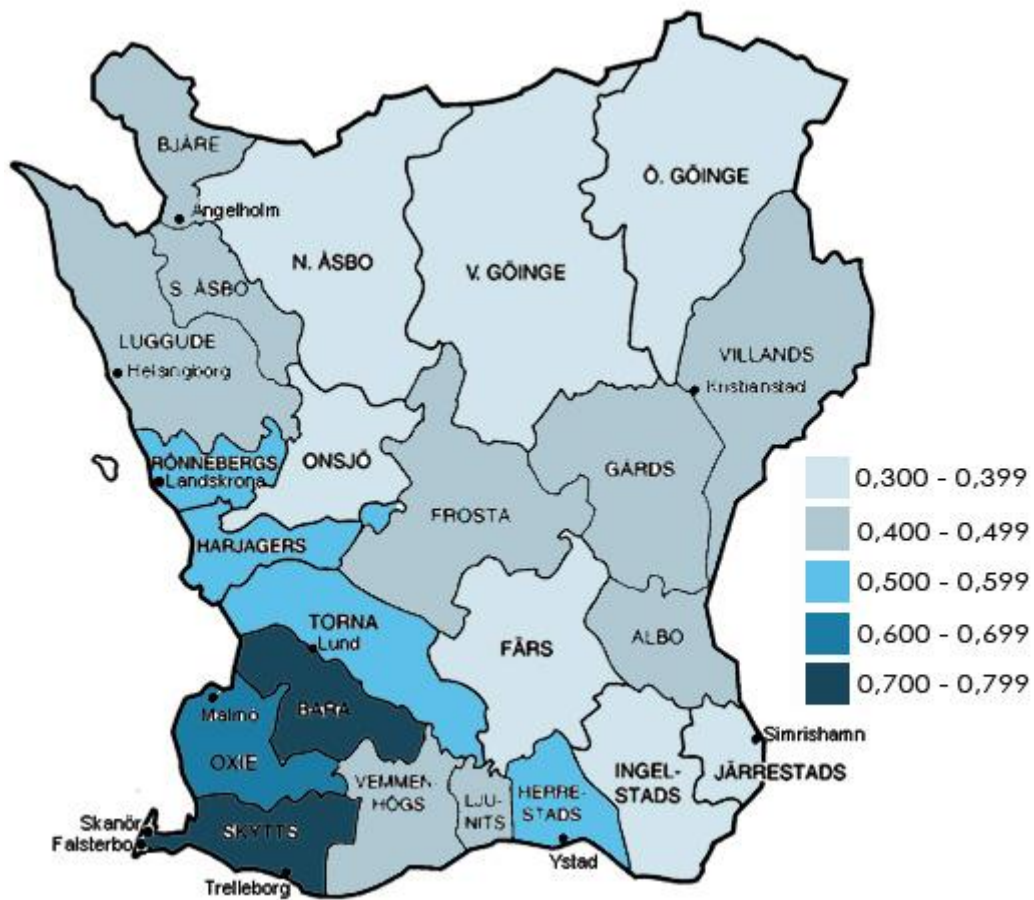 BJÄRE
Ö. GÖINGE
Ängelholm
N. ÅSBO
V. GÖINGE
S. ÅSBO
LUGGUDE
Helsingborg
VILLANDS
Kristianstad
RÖNNEBERGS
Landskrona
ONSJÖ
GÄRDS
FROSTA
HARJAGERS
TORNA
Lund
FÄRS
ALBO
BARA
Malmö
OXIE
VEMMEN-
HÖGS
LJU-
NITS
HERRE-
STADS
INGEL-
STADS
JÄRRESTADS
Simrishamn
Skanör
Falsterbo
SKYTTS
Trelleborg
Ystad
0,300 - 0,399
0,400 - 0,499
0,500 - 0,599
0,600 - 0,699
0,700 - 0,799